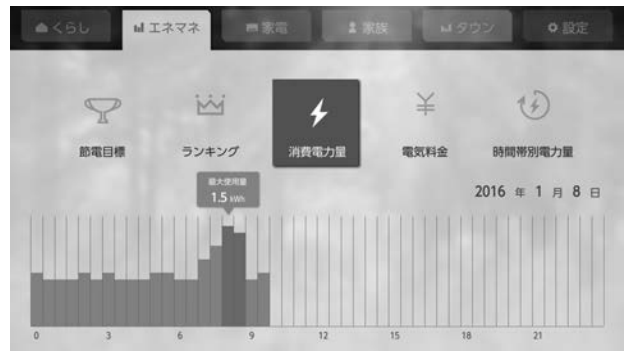 くらし エネマネ 家電 家族 タウン 設定
節電目標 ランキング 消費電力量 電気料金 時間帯別電力量
最大使用量
1.5 kWh
2016 年 1 月 8 日
0 3 6 9 12 15 18 21